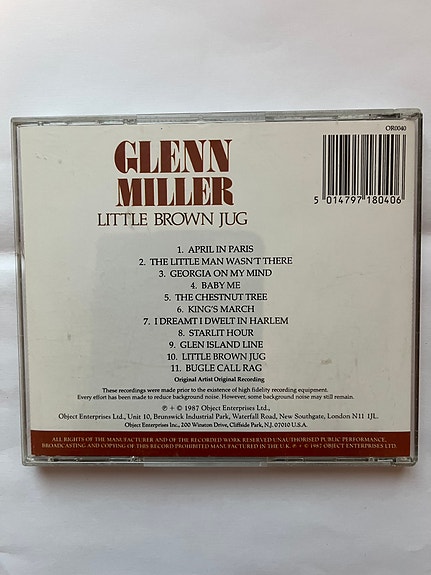 OR0040
GLENN
MILLER
LITTLE BROWN JUG
5 014797 180406
1. APRIL IN PARIS
2. THE LITTLE MAN WASN'T THERE
3. GEORGIA ON MY MIND
4. BABY ME
5. THE CHESTNUT TREE
6. KING'S MARCH
7. I DREAMT I DWELT IN HARLEM
8. STARLIT HOUR
9. GLEN ISLAND LINE
10. LITTLE BROWN JUG
11. BUGLE CALL RAG
Original Artist Original Recording
These recordings were made prior to the existence of high fidelity recording equipment.
Every effort has been made to reduce background noise. However, some background noise may still remain.
℗ + © 1987 Object Enterprises Ltd.,
Object Enterprises Ltd., Unit 10, Brunswick Industrial Park, Waterfall Road, New Southgate, London N11 1JL.
Object Enterprises Inc., 200 Winston Drive, Cliffside Park, N.J. 07010 U.S.A.
ALL RIGHTS OF THE MANUFACTURER AND OF THE RECORDED WORK RESERVED UNAUTHORISED PUBLIC PERFORMANCE,
BROADCASTING AND COPYING OF THIS RECORD PROHIBITED MANUFACTURED IN THE U.K. ℗ + © 1987 OBJECT ENTERPRISES LTD.